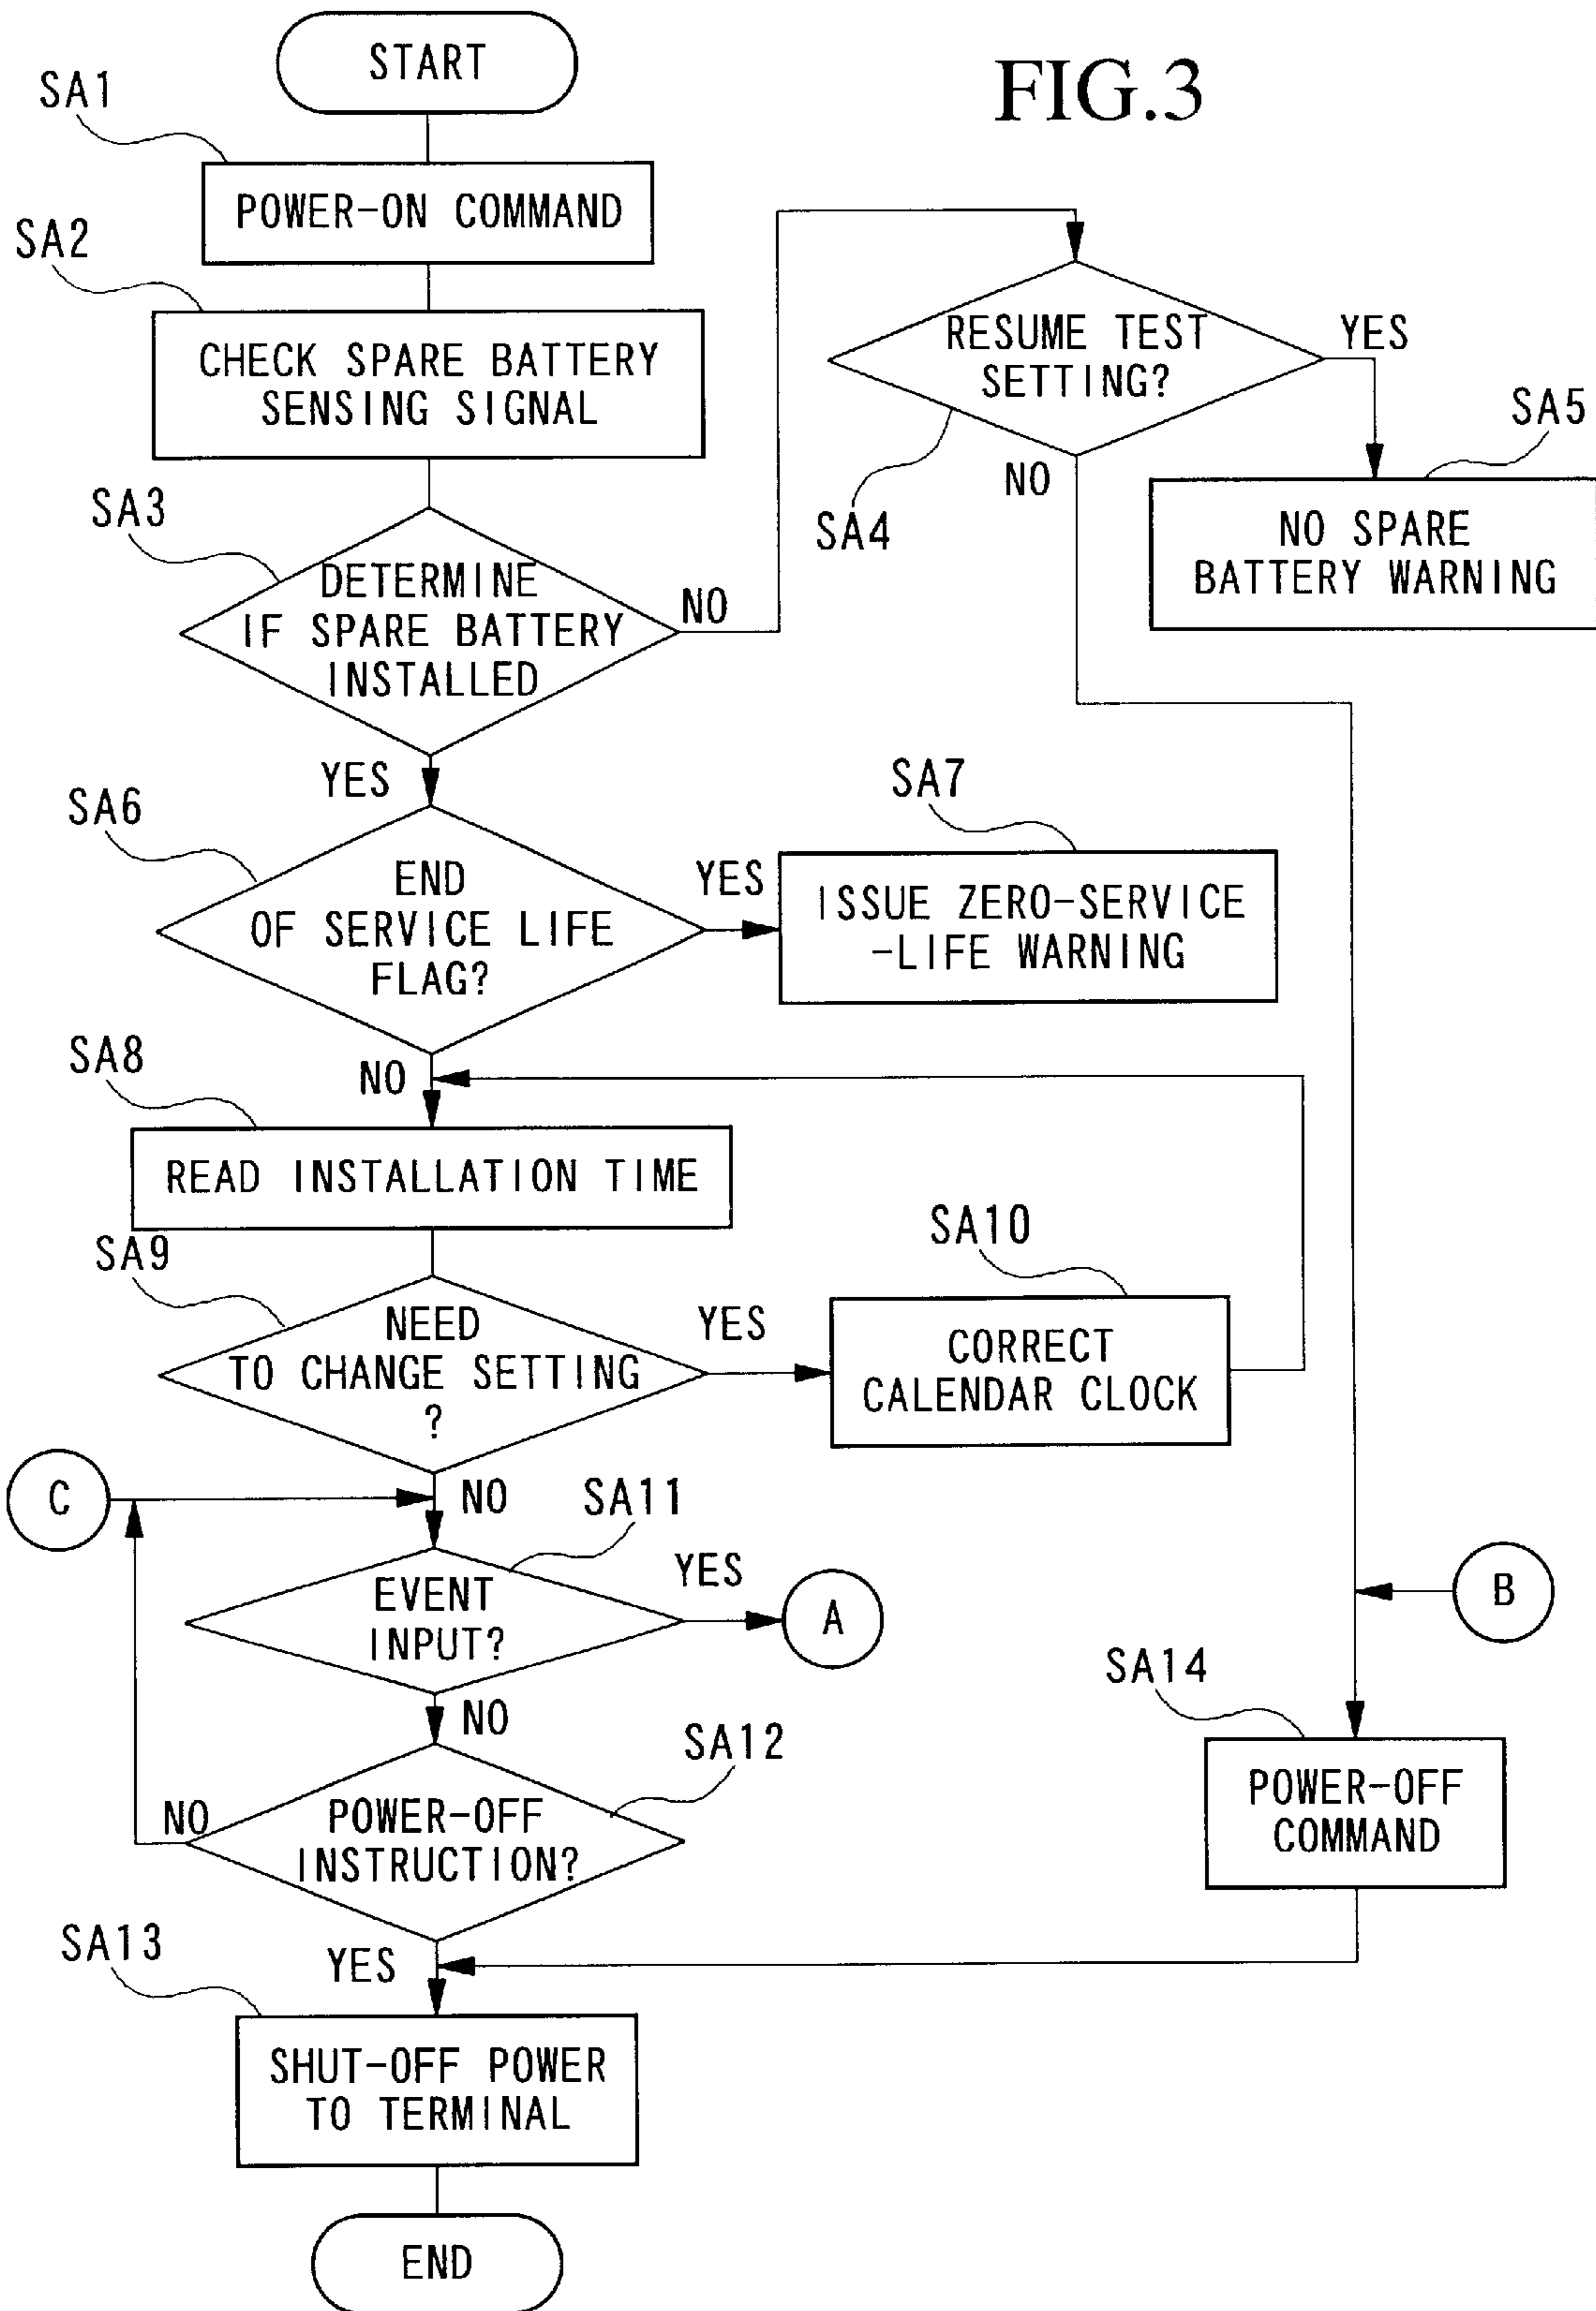 FIG.3
START
SA1
POWER-ON COMMAND
SA2
CHECK SPARE BATTERY
SENSING SIGNAL
SA3
DETERMINE
IF SPARE BATTERY
INSTALLED
NO
YES
RESUME TEST
SETTING?
YES
NO
SA4
SA5
NO SPARE
BATTERY WARNING
SA6
END
OF SERVICE LIFE
FLAG?
YES
NO
SA7
ISSUE ZERO-SERVICE
-LIFE WARNING
SA8
READ INSTALLATION TIME
SA9
NEED
TO CHANGE SETTING
?
YES
NO
SA10
CORRECT
CALENDAR CLOCK
C
SA11
EVENT
INPUT?
YES
A
NO
B
SA12
POWER-OFF
INSTRUCTION?
NO
YES
SA14
POWER-OFF
COMMAND
SA13
SHUT-OFF POWER
TO TERMINAL
END